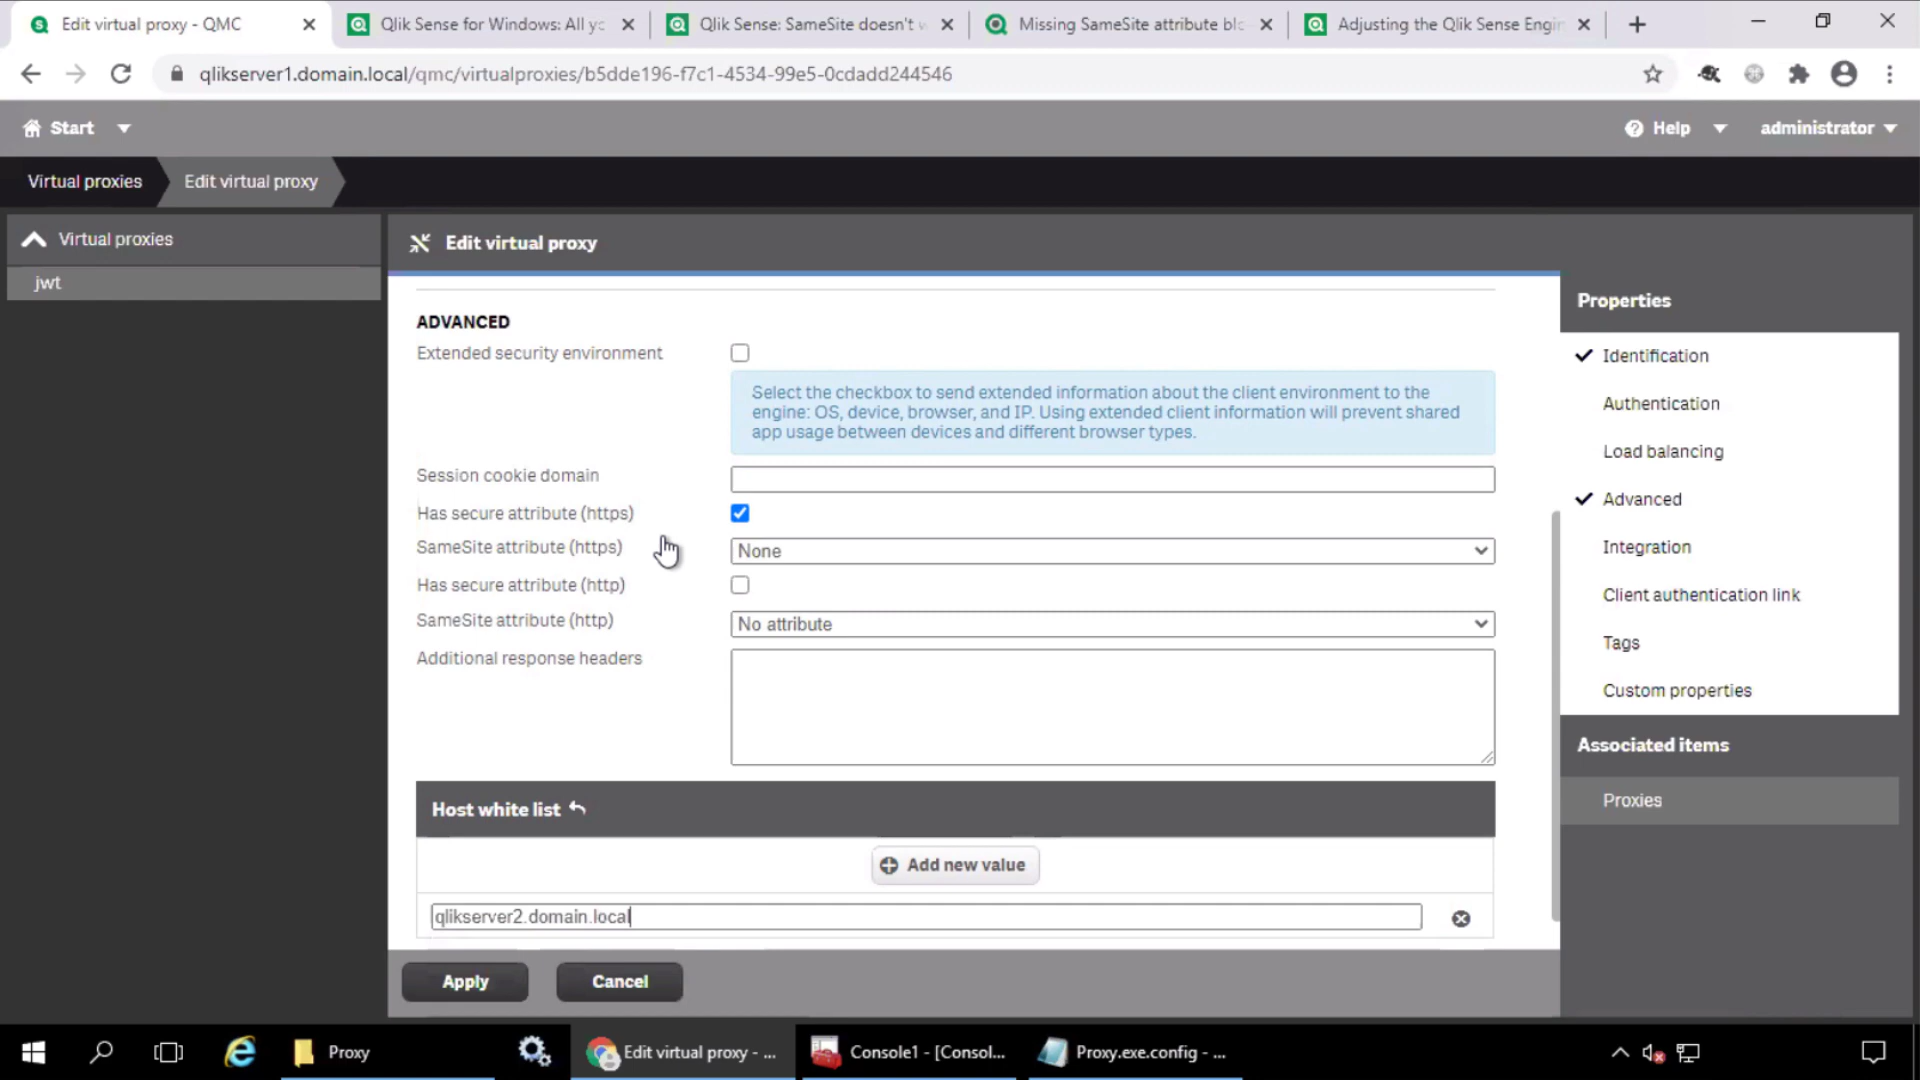 Edit virtual proxy - QMC
Qlik Sense for Windows: All yo
Qlik Sense: SameSite doesn't w
Missing SameSite attribute blo
Adjusting the Qlik Sense Engin
qlikserver1.domain.local/qmc/virtualproxies/b5dde196-f7c1-4534-99e5-0cdadd244546
Start
Help
administrator
Virtual proxies
Edit virtual proxy
Virtual proxies
jwt
Edit virtual proxy
ADVANCED
Extended security environment
Select the checkbox to send extended information about the client environment to the
engine: OS, device, browser, and IP. Using extended client information will prevent shared
app usage between devices and different browser types.
Session cookie domain
Has secure attribute (https)
SameSite attribute (https)
None
Has secure attribute (http)
SameSite attribute (http)
No attribute
Additional response headers
Host white list
Add new value
qlikserver2.domain.local
Apply
Cancel
Properties
Identification
Authentication
Load balancing
Advanced
Integration
Client authentication link
Tags
Custom properties
Associated items
Proxies
Proxy
Edit virtual proxy - ...
Console1 - [Consol...
Proxy.exe.config - ...